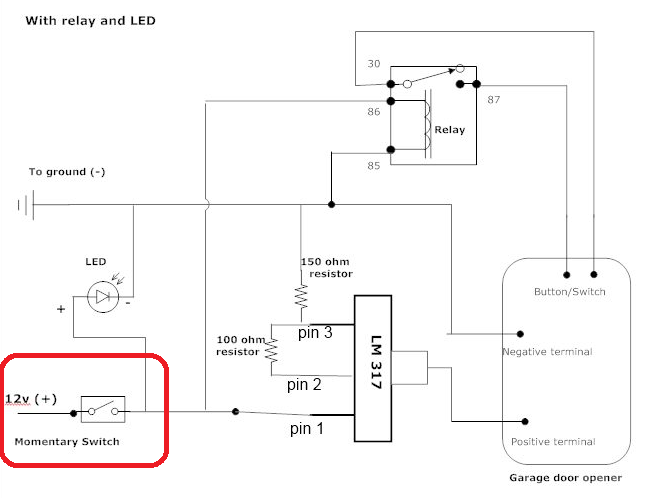 With relay and LED
30
86
87
Relay
85
To ground (-)
LED
+
-
150 ohm
resistor
100 ohm
resistor
pin 3
pin 2
pin 1
LM 317
Button/Switch
Negative terminal
Positive terminal
Garage door opener
12v (+)
Momentary Switch